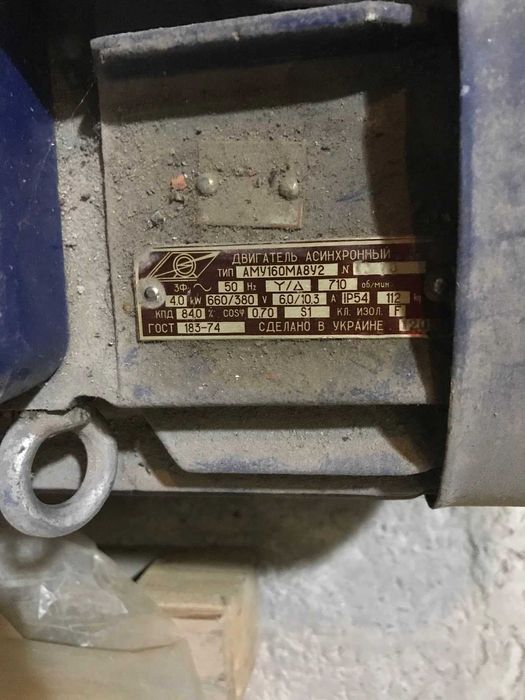 ДВИГАТЕЛЬ АСИНХРОННЫЙ
ТИП АМУ160МА8У2 N
3Ф. ~ 50 Hz Y/Δ 710 об/мин.
4.0 kW 660/380 V 6.0/10.3 A IP54 112 kg
КПД 84.0 % cosφ 0.70 S1 КЛ. ИЗОЛ. F
ГОСТ 183-74 СДЕЛАНО В УКРАИНЕ.